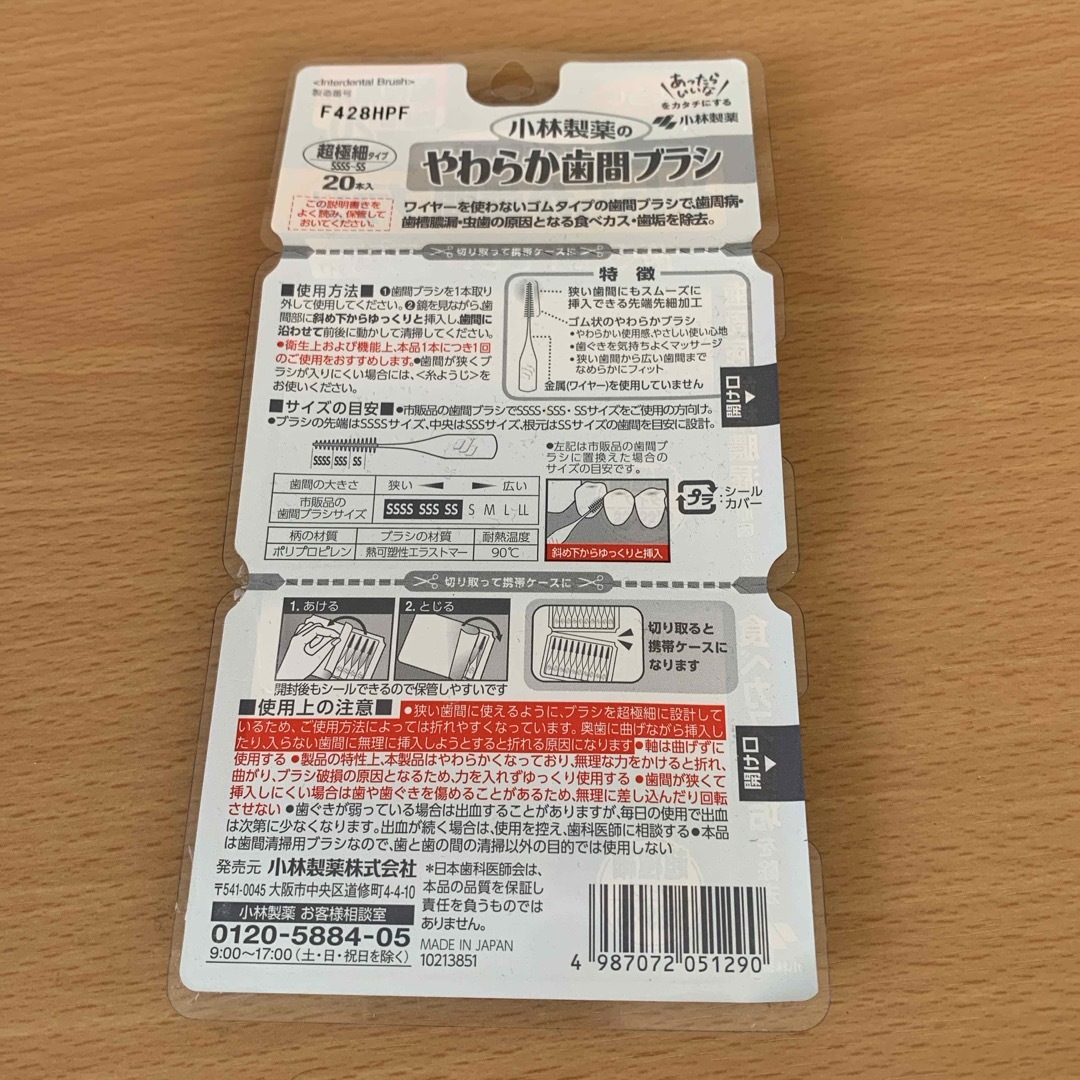 <Interdental Brush>
製造番号
F428HPF
あったら
いいな
をカタチにする
小林製薬
小林製薬の
やわらか歯間ブラシ
超極細タイプ
SSSS-SS
20本入
この説明書きを
よく読み、保管して
おいてください。
ワイヤーを使わないゴムタイプの歯間ブラシで、歯周病・
歯槽膿漏・虫歯の原因となる食べカス・歯垢を除去。
切り取って携帯ケースに
■使用方法■ ❶歯間ブラシを1本取り
外して使用してください。❷鏡を見ながら、歯
間部に斜め下からゆっくりと挿入し、歯間に
沿わせて前後に動かして清掃してください。
●衛生上および機能上、本品1本につき1回
のご使用をおすすめします。●歯間が狭くブ
ラシが入りにくい場合には、<糸ようじ>を
お使いください。
特徴
狭い歯間にもスムーズに
挿入できる先端先細加工
ゴム状のやわらかブラシ
・やわらかい使用感、やさしい使い心地
・歯ぐきを気持ちよくマッサージ
・狭い歯間から広い歯間まで
なめらかにフィット
金属(ワイヤー)を使用していません
開け口
■サイズの目安■ ●市販品の歯間ブラシでSSSS・SSS・SSサイズをご使用の方向け。
●ブラシの先端はSSSSサイズ、中央はSSSサイズ、根元はSSサイズの歯間を目安に設計。
SSSS SSS SS
●左記は市販品の歯間ブ
ラシに置換えた場合の
サイズの目安です。
歯間の大きさ 狭い 広い
市販品の
歯間ブラシサイズ SSSS SSS SS S M L LL
柄の材質 ブラシの材質 耐熱温度
ポリプロピレン 熱可塑性エラストマー 90℃
斜め下からゆっくりと挿入
プラ
シール
カバー
切り取って携帯ケースに
1. あける
2. とじる
開封後もシールできるので保管しやすいです
切り取ると
携帯ケースに
なります
■使用上の注意■ ●狭い歯間に使えるように、ブラシを超極細に設計して
いるため、ご使用方法によっては折れやすくなっています。奥歯に曲げながら挿入し
たり、入らない歯間に無理に挿入しようとすると折れる原因になります ●軸は曲げずに
使用する ●製品の特性上、本製品はやわらかくなっており、無理な力をかけると折れ、
曲がり、ブラシ破損の原因となるため、力を入れずゆっくり使用する ●歯間が狭くて
挿入しにくい場合は歯や歯ぐきを傷めることがあるため、無理に差し込んだり回転
させない ●歯ぐきが弱っている場合は出血することがありますが、毎日の使用で出血
は次第に少なくなります。出血が続く場合は、使用を控え、歯科医師に相談する ●本品
は歯間清掃用ブラシなので、歯と歯の間の清掃以外の目的では使用しない
開け口
発売元 小林製薬株式会社
〒541-0045 大阪市中央区道修町4-4-10
小林製薬 お客様相談室
0120-5884-05
9:00〜17:00(土・日・祝日を除く)
*日本歯科医師会は、
本品の品質を保証し
責任を負うものでは
ありません。
MADE IN JAPAN
10213851
4 987072 051290